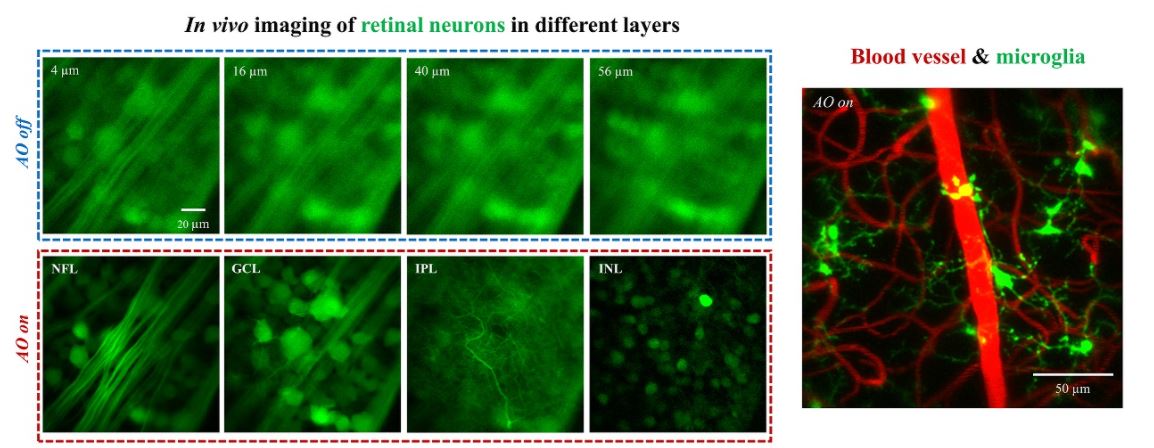 In vivo imaging of retinal neurons in different layers
AO off
4 µm
16 µm
40 µm
56 µm
20 µm
AO on
NFL
GCL
IPL
INL
Blood vessel & microglia
AO on
50 µm